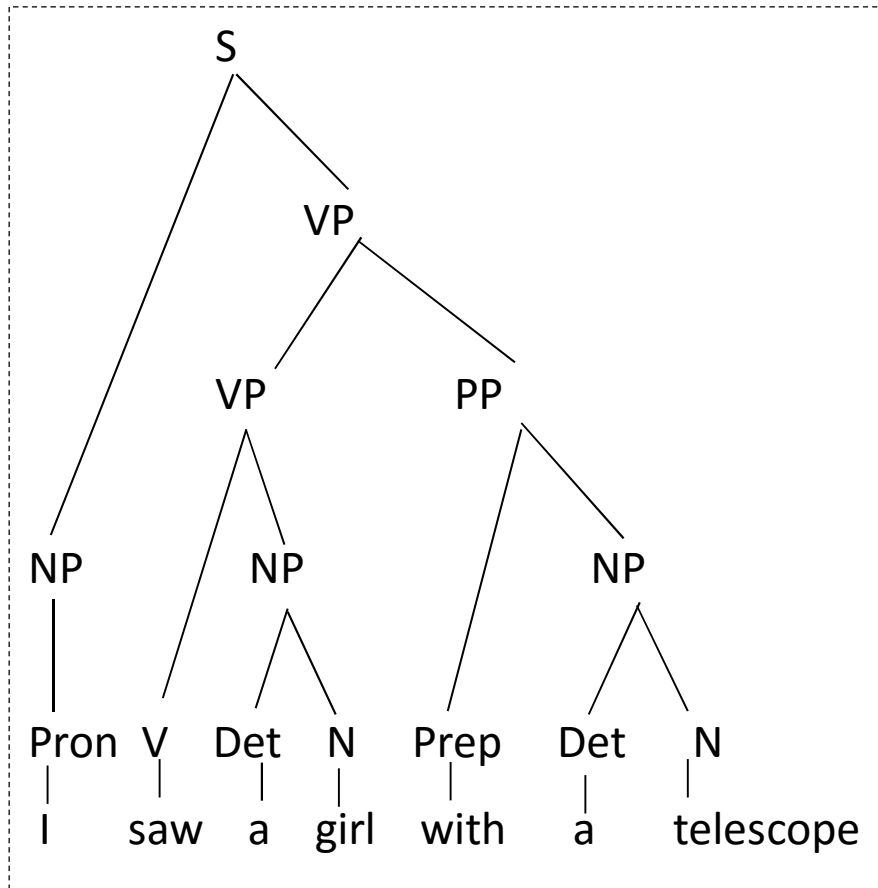 S
VP
VP PP
NP NP NP
Pron V Det N Prep Det N
I saw a girl with a telescope